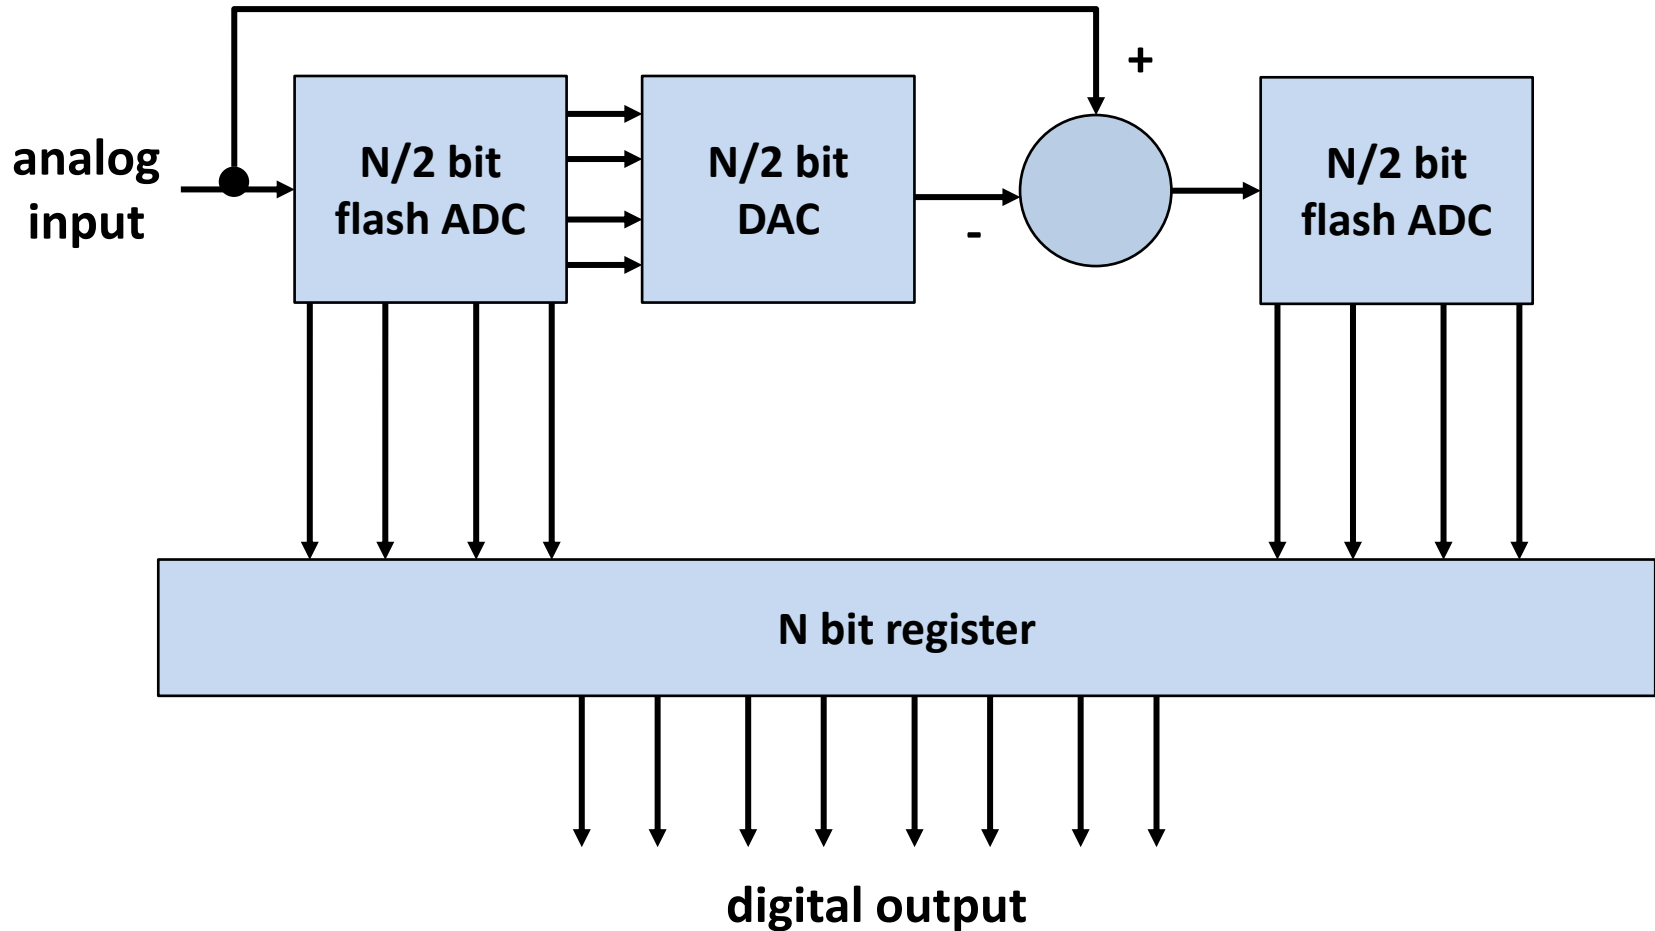 +
analog
input
N/2 bit
flash ADC
N/2 bit
DAC
-
N/2 bit
flash ADC
N bit register
digital output